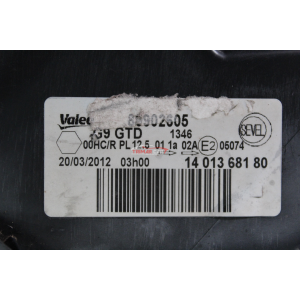 Valeo 89902605
G9 GTD 1346
00HC/R PL 12.5 01 1a 02A E2 05074
SEVEL
20/03/2012 03h00 14 013 681 80